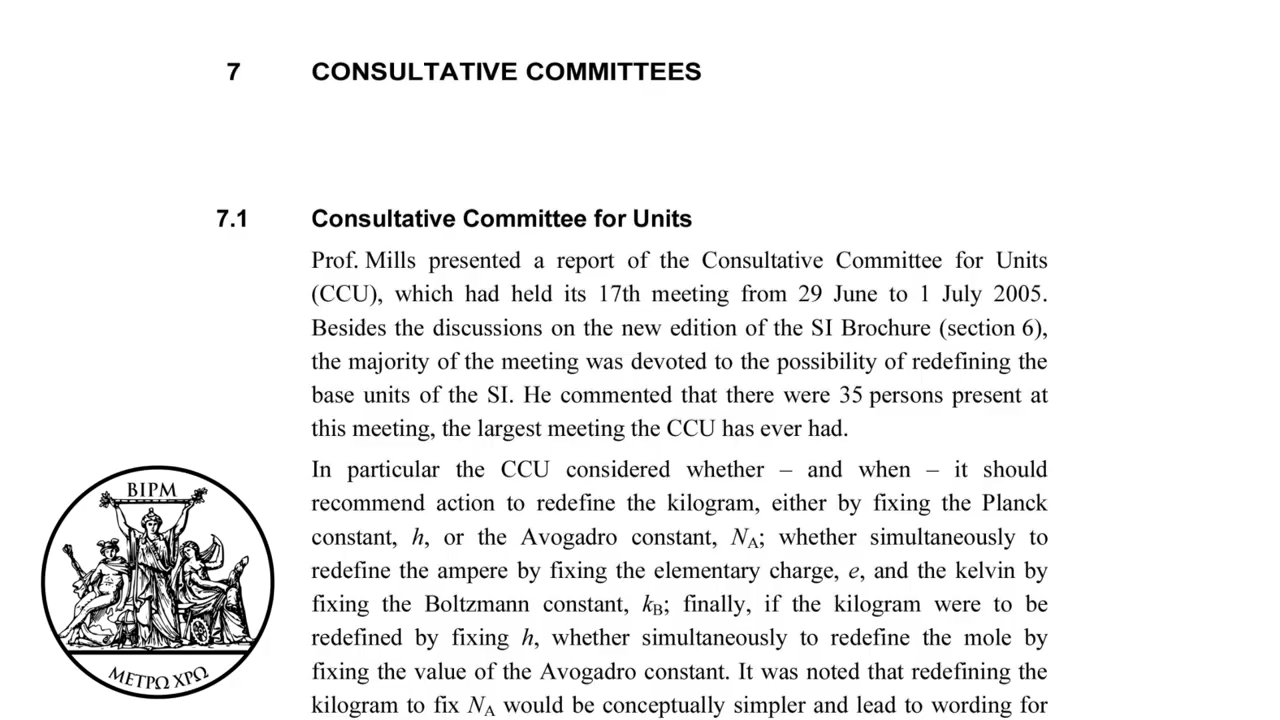 7 CONSULTATIVE COMMITTEES
7.1 Consultative Committee for Units
Prof. Mills presented a report of the Consultative Committee for Units
(CCU), which had held its 17th meeting from 29 June to 1 July 2005.
Besides the discussions on the new edition of the SI Brochure (section 6),
the majority of the meeting was devoted to the possibility of redefining the
base units of the SI. He commented that there were 35 persons present at
this meeting, the largest meeting the CCU has ever had.
In particular the CCU considered whether – and when – it should
recommend action to redefine the kilogram, either by fixing the Planck
constant, h, or the Avogadro constant, NA; whether simultaneously to
redefine the ampere by fixing the elementary charge, e, and the kelvin by
fixing the Boltzmann constant, kB; finally, if the kilogram were to be
redefined by fixing h, whether simultaneously to redefine the mole by
fixing the value of the Avogadro constant. It was noted that redefining the
kilogram to fix NA would be conceptually simpler and lead to wording for
BIPM
ΜΕΤΡΩ ΧΡΩ